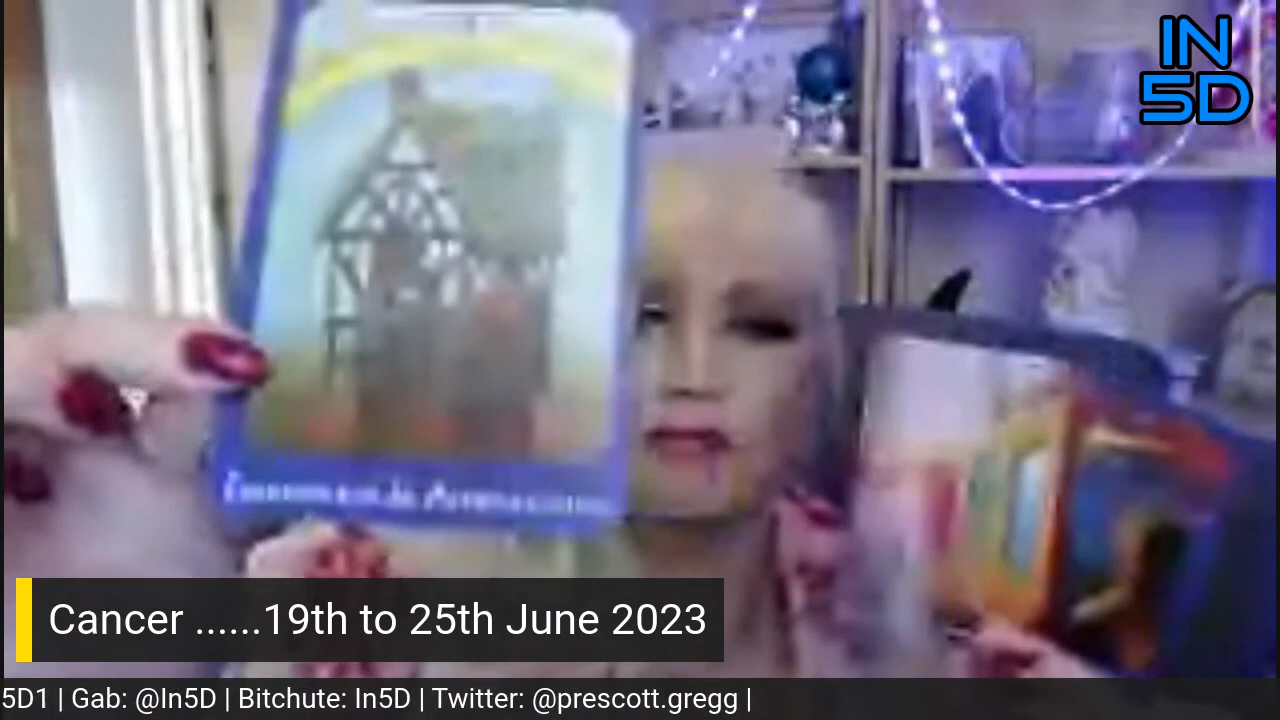 IN
5D
Cancer ......19th to 25th June 2023
5D1 | Gab: @In5D | Bitchute: In5D | Twitter: @prescott.gregg |